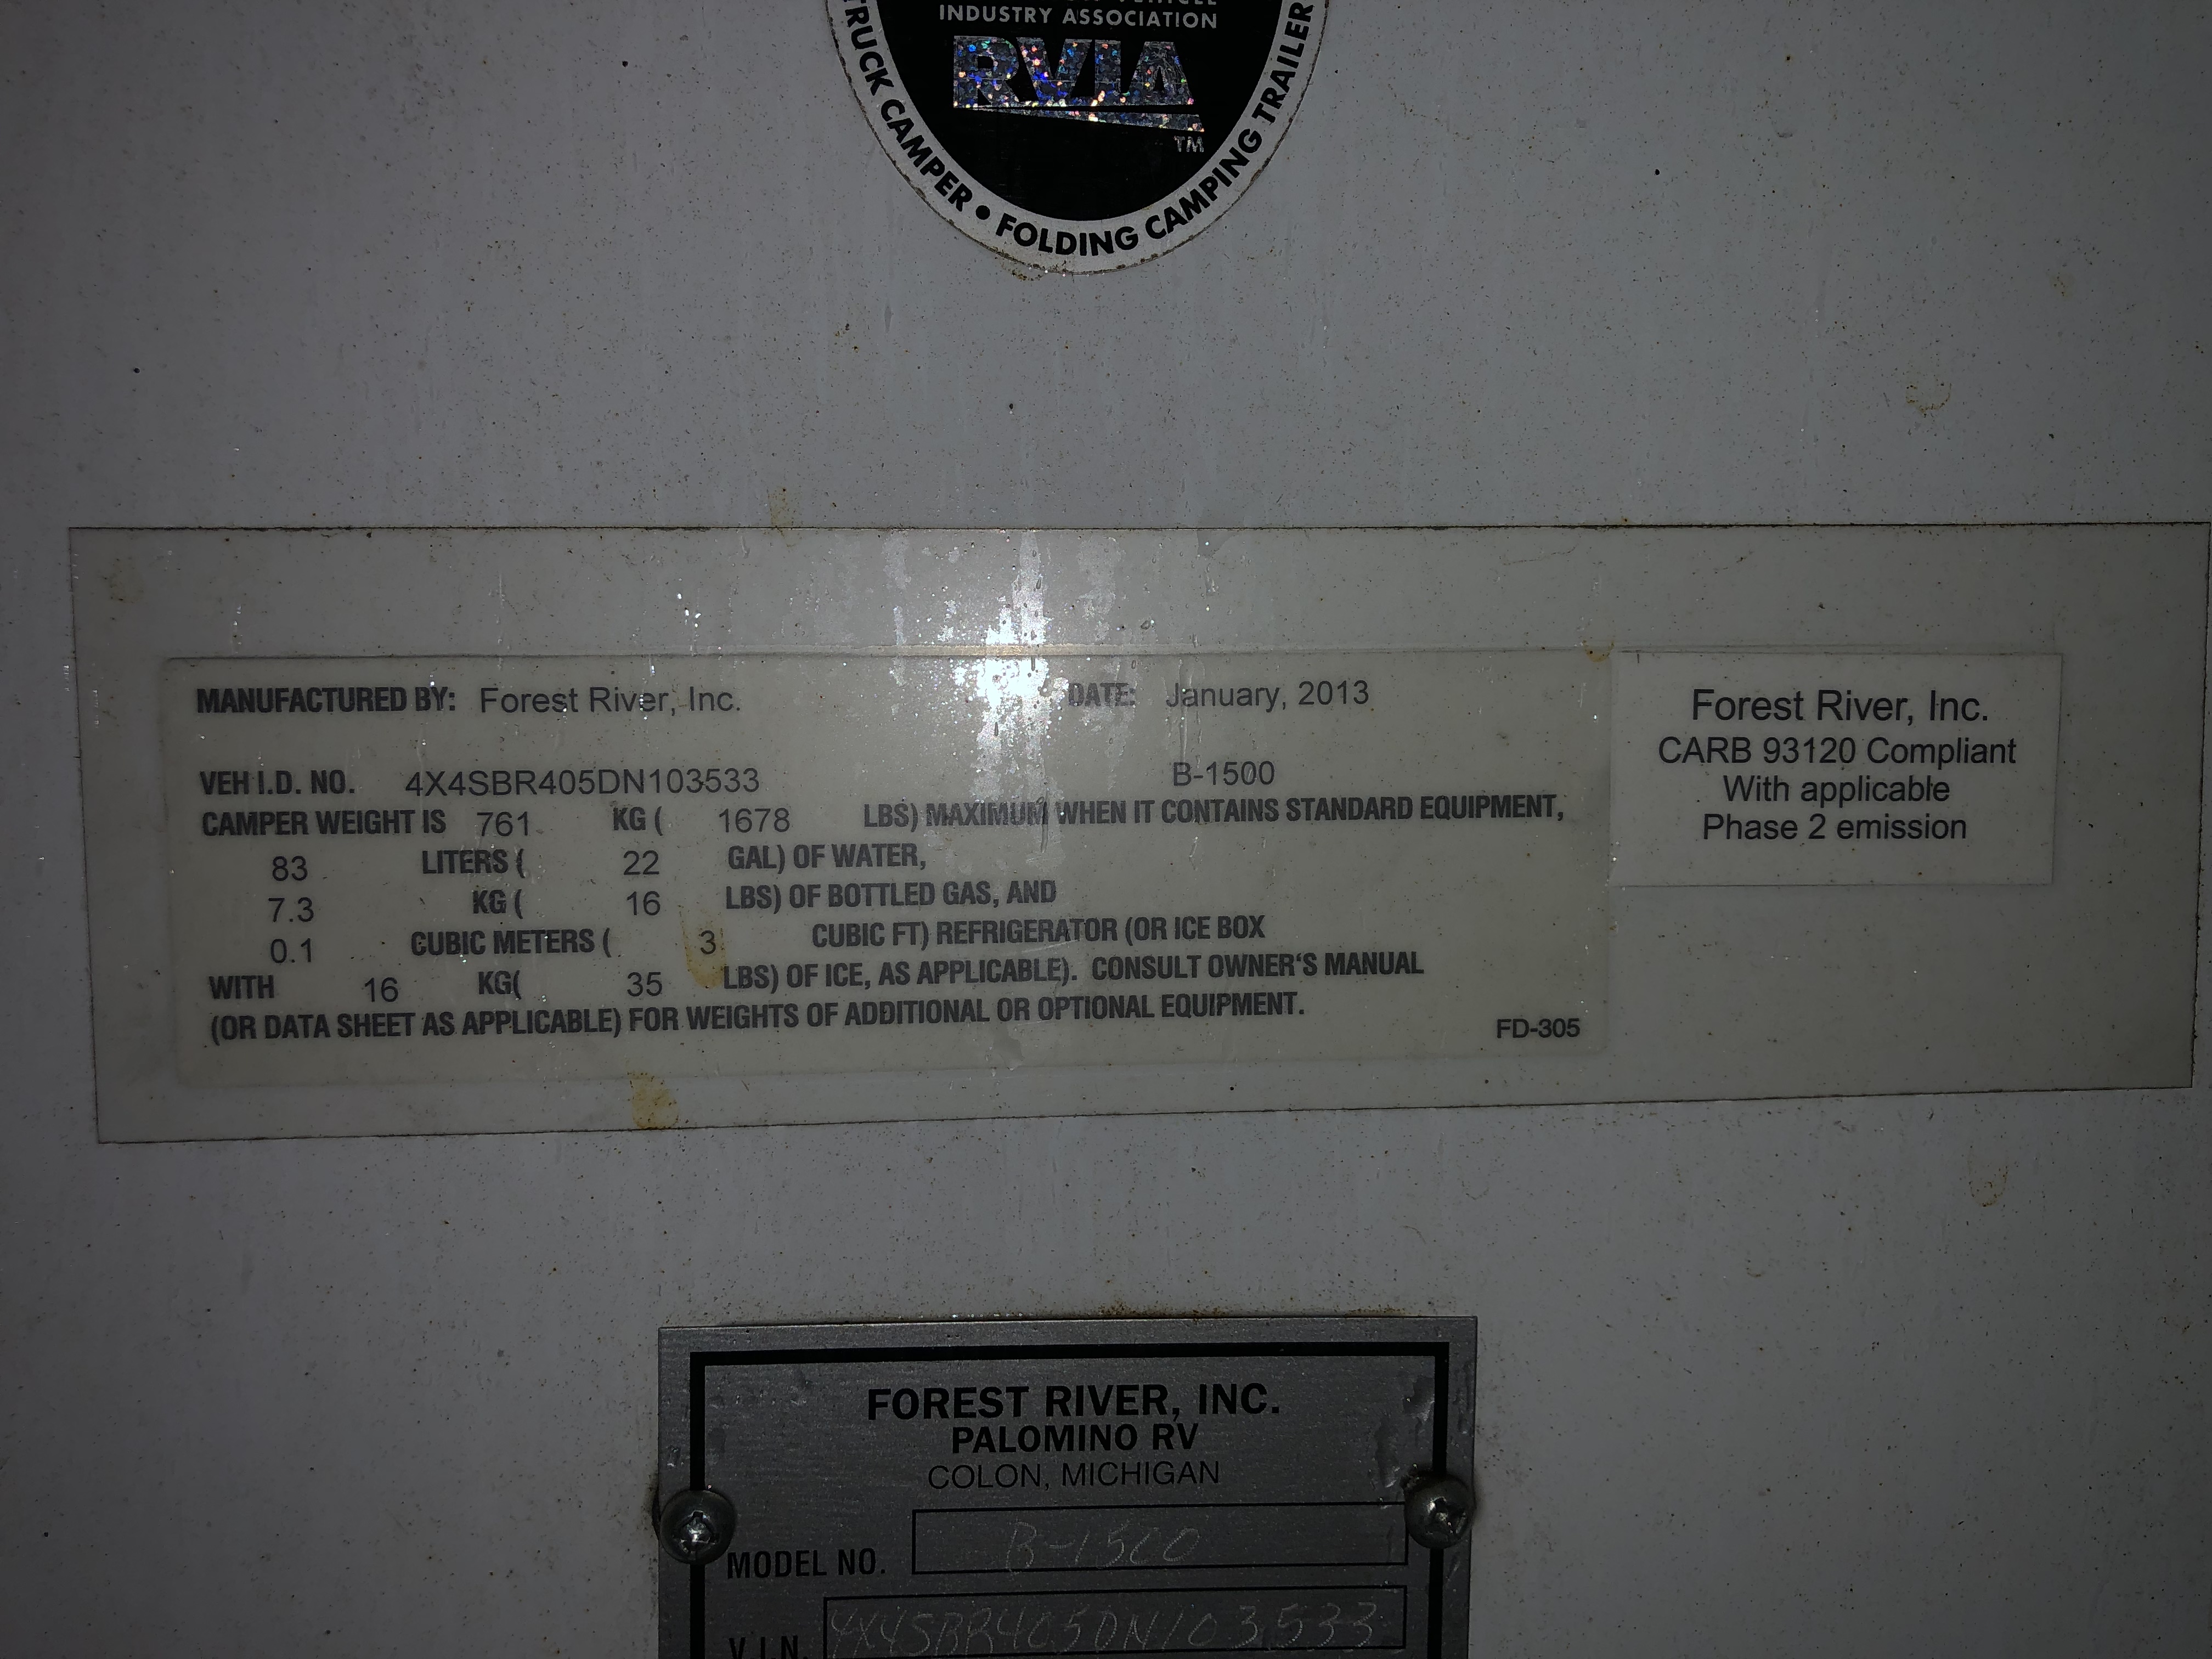 INDUSTRY ASSOCIATION
RVIA
TM
TRUCK CAMPER • FOLDING CAMPING TRAILER
MANUFACTURED BY: Forest River, Inc. DATE: January, 2013
VEH I.D. NO. 4X4SBR405DN103533 B-1500
CAMPER WEIGHT IS 761 KG ( 1678 LBS) MAXIMUM WHEN IT CONTAINS STANDARD EQUIPMENT,
83 LITERS ( 22 GAL) OF WATER,
7.3 KG ( 16 LBS) OF BOTTLED GAS, AND
0.1 CUBIC METERS ( 3 CUBIC FT) REFRIGERATOR (OR ICE BOX
WITH 16 KG( 35 LBS) OF ICE, AS APPLICABLE). CONSULT OWNER'S MANUAL
(OR DATA SHEET AS APPLICABLE) FOR WEIGHTS OF ADDITIONAL OR OPTIONAL EQUIPMENT.
FD-305
Forest River, Inc.
CARB 93120 Compliant
With applicable
Phase 2 emission
FOREST RIVER, INC.
PALOMINO RV
COLON, MICHIGAN
MODEL NO. B-1500
V.I.N. 4X4SBR405DN103533